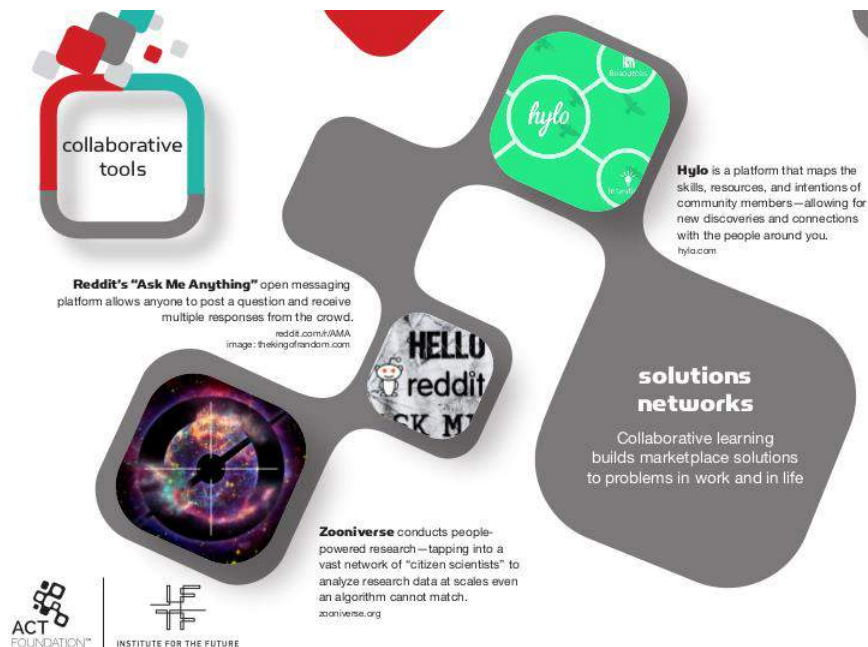 collaborative
tools
hylo
Resources
Hylo is a platform that maps the
skills, resources, and intentions of
community members—allowing for
new discoveries and connections
with the people around you.
hylo.com
Reddit's "Ask Me Anything" open messaging
platform allows anyone to post a question and receive
multiple responses from the crowd.
reddit.com/r/AMA
image: thekingofrandom.com
HELLO
reddit
solutions
networks
Collaborative learning
builds marketplace solutions
to problems in work and in life
Zooniverse conducts people-
powered research—tapping into a
vast network of "citizen scientists" to
analyze research data at scales even
an algorithm cannot match.
zooniverse.org
ACT
FOUNDATION™
INSTITUTE FOR THE FUTURE